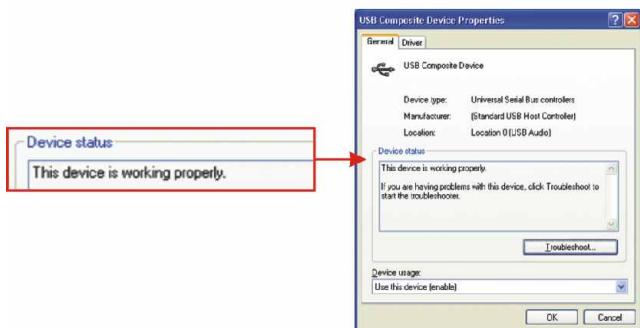 USB Composite Device Properties
General Driver
USB Composite Device
Device type: Universal Serial Bus controllers
Manufacturer: (Standard USB Host Controller)
Location: Location 0 (USB Audio)
Device status
This device is working properly.
If you are having problems with this device, click Troubleshoot to
start the troubleshooter.
Troubleshoot...
Device usage:
Use this device (enable)
OK Cancel
Device status
This device is working properly.